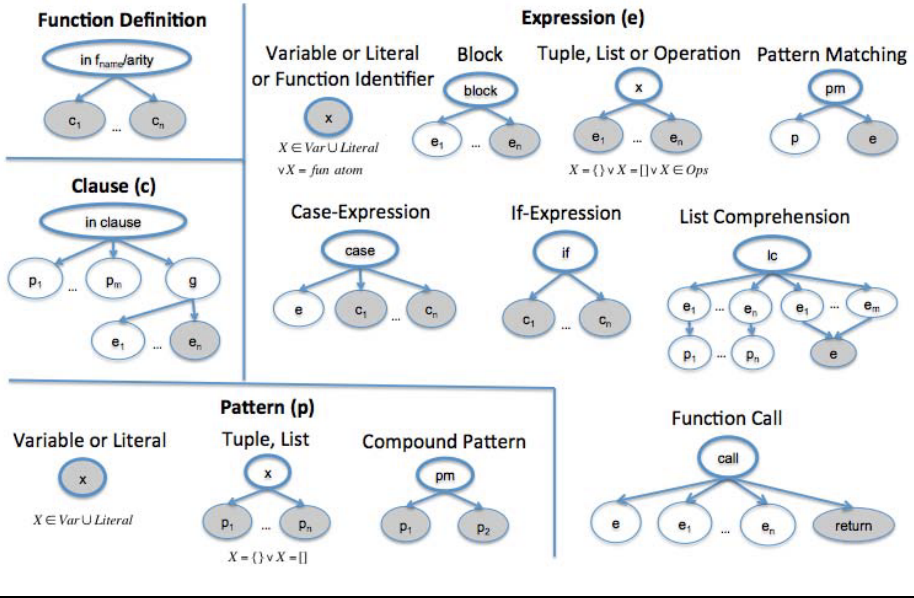 Function Definition
in f_name/arity
c₁ ... cₙ
Clause (c)
in clause
p₁ ... pₘ g
e₁ ... eₙ
Expression (e)
Variable or Literal
or Function Identifier
x
X ∈ Var ∪ Literal
∨ X = fun atom
Block
block
e₁ ... eₙ
Tuple, List or Operation
x
e₁ ... eₙ
X = { } ∨ X = [] ∨ X ∈ Ops
Pattern Matching
pm
p e
Case-Expression
case
e c₁ ... cₙ
If-Expression
if
c₁ ... cₙ
List Comprehension
lc
e₁ ... eₙ e₁ ... eₘ
p₁ ... pₙ e
Function Call
call
e e₁ ... eₙ return
Pattern (p)
Variable or Literal
x
X ∈ Var ∪ Literal
Tuple, List
x
p₁ ... pₙ
X = { } ∨ X = []
Compound Pattern
pm
p₁ p₂